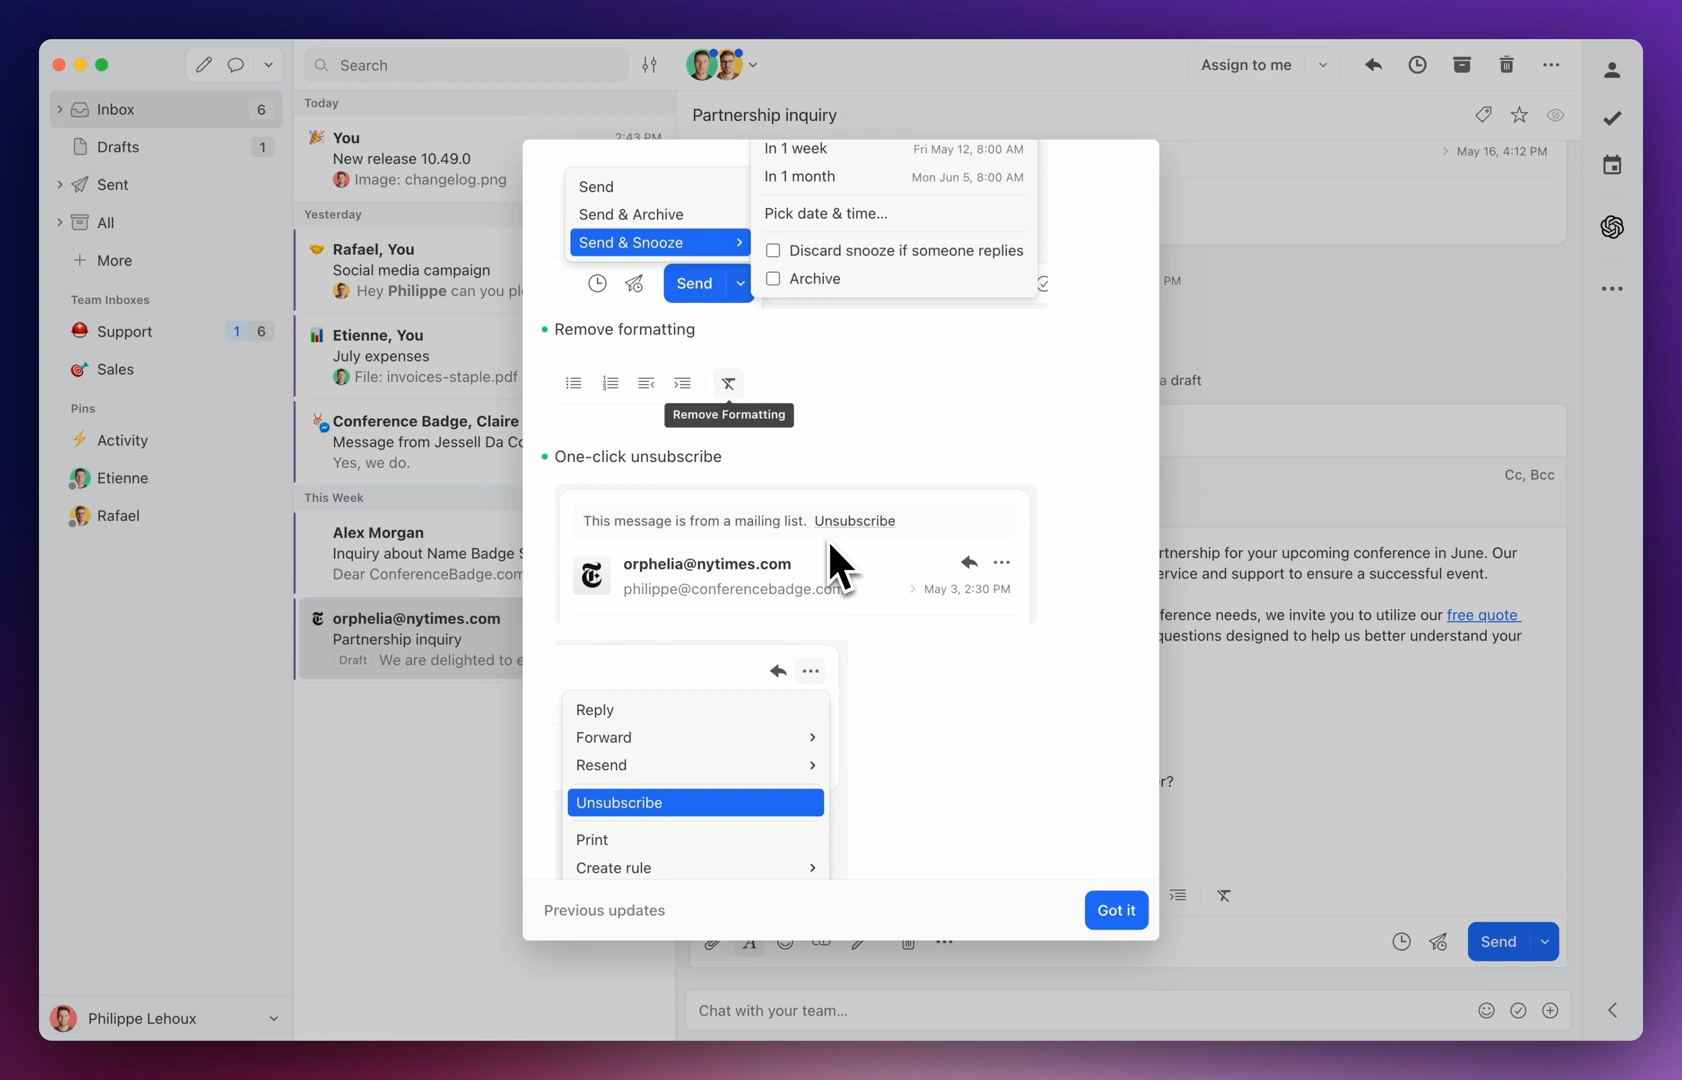 Search
Inbox
6
Drafts
1
Sent
All
More
Team Inboxes
Support
1 6
Sales
Pins
Activity
Etienne
Rafael
Philippe Lehoux
Today
You
2:43 PM
New release 10.49.0
Image: changelog.png
Yesterday
Rafael, You
Social media campaign
Hey Philippe can you
Etienne, You
July expenses
File: invoices-staple.pdf
Conference Badge, Claire
Message from Jessell Da
Yes, we do.
This Week
Alex Morgan
Inquiry about Name Badge
Dear ConferenceBadge.com
orphelia@nytimes.com
Partnership inquiry
Draft We are delighted to
Assign to me
Partnership inquiry
May 16, 4:12 PM
PM
a draft
Cc, Bcc
for your upcoming conference in June. Our
and support to ensure a successful event.
needs, we invite you to utilize our free quote
designed to help us better understand your
Send
Chat with your team...
In 1 week Fri May 12, 8:00 AM
In 1 month Mon Jun 5, 8:00 AM
Pick date & time...
Discard snooze if someone replies
Archive
Send
Send & Archive
Send & Snooze
Send
Remove formatting
Remove Formatting
One-click unsubscribe
This message is from a mailing list. Unsubscribe
orphelia@nytimes.com
philippe@conferencebadge.com
May 3, 2:30 PM
Reply
Forward
Resend
Unsubscribe
Print
Create rule
Previous updates
Got it